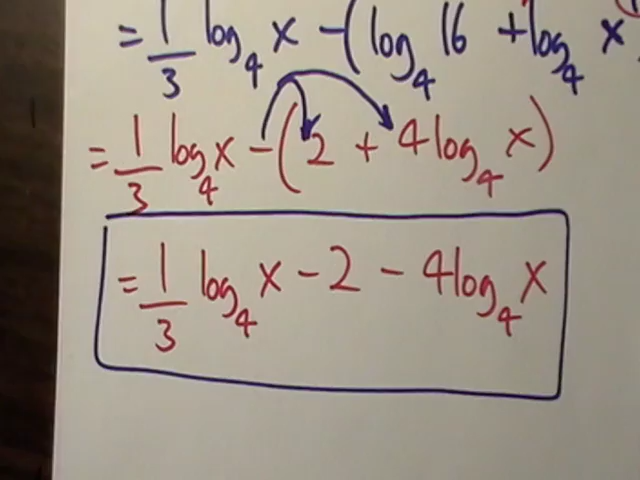 = 1/3 log₄ x - (log₄ 16 + log₄ x
= 1/3 log₄ x - (2 + 4log₄ x)
= 1/3 log₄ x - 2 - 4log₄ x